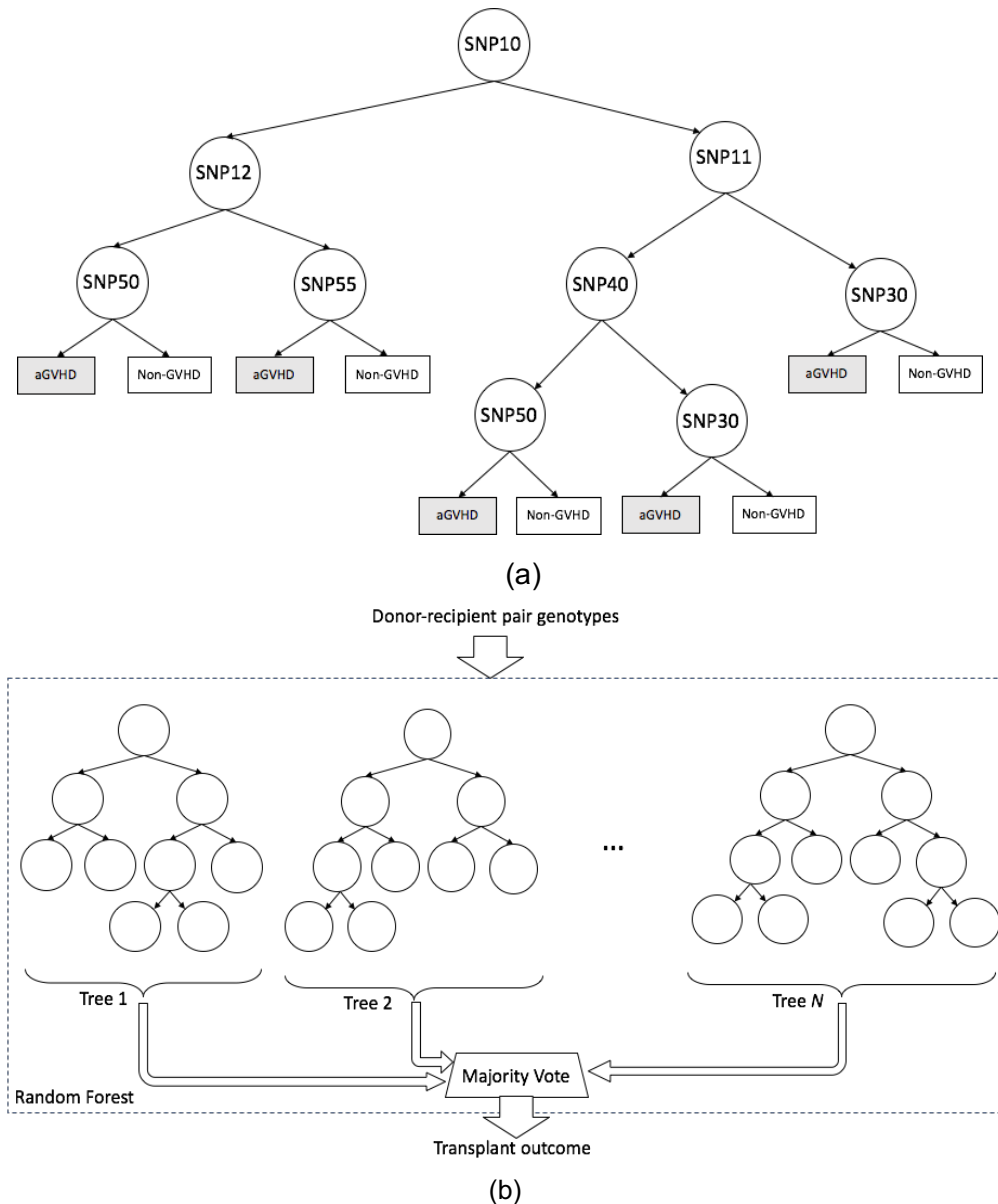 SNP10
SNP12
SNP11
SNP50
SNP55
SNP40
SNP30
aGVHD
Non-GVHD
aGVHD
Non-GVHD
aGVHD
Non-GVHD
SNP50
SNP30
aGVHD
Non-GVHD
aGVHD
Non-GVHD
(a)
Donor-recipient pair genotypes
...
Tree 1
Tree 2
Tree N
Majority Vote
Random Forest
Transplant outcome
(b)